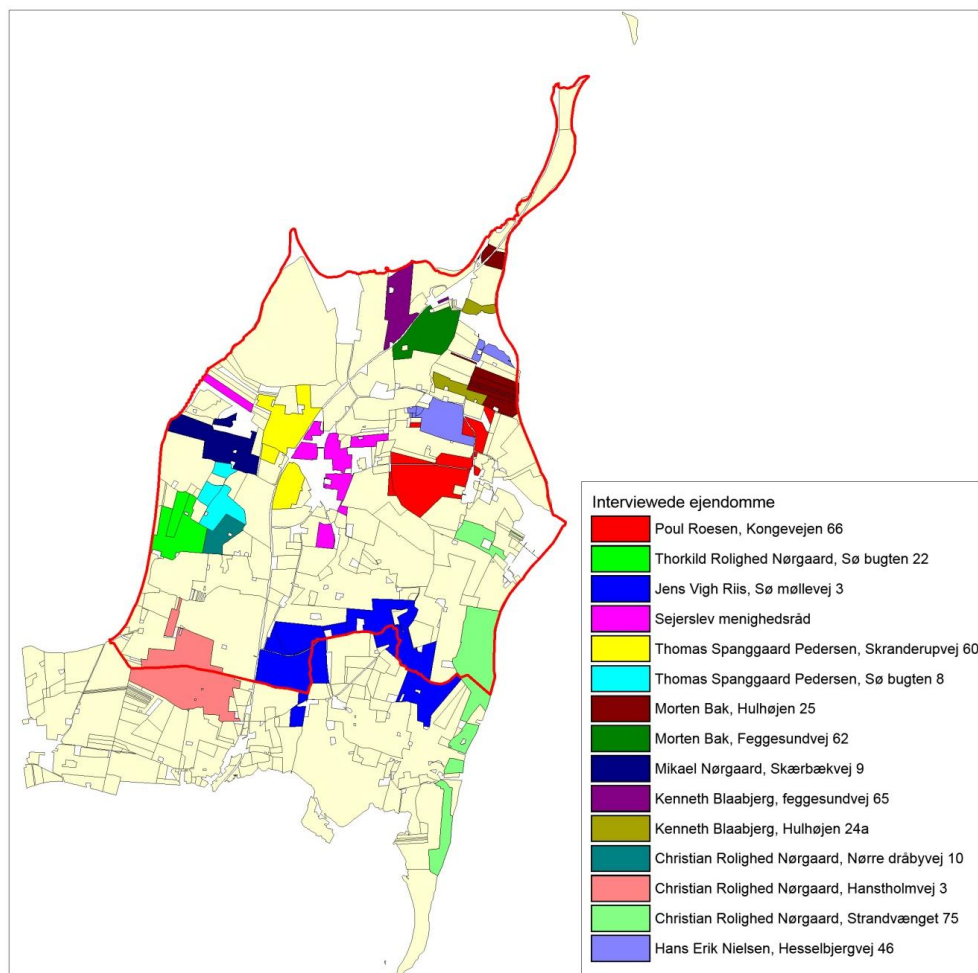 Interviewede ejendomme
Poul Roesen, Kongevejen 66
Thorkild Rolighed Nørgaard, Sø bugten 22
Jens Vigh Riis, Sø møllevej 3
Sejerslev menighedsråd
Thomas Spanggaard Pedersen, Skranderupvej 60
Thomas Spanggaard Pedersen, Sø bugten 8
Morten Bak, Hulhøjen 25
Morten Bak, Feggesundvej 62
Mikael Nørgaard, Skærbækvej 9
Kenneth Blaabjerg, feggesundvej 65
Kenneth Blaabjerg, Hulhøjen 24a
Christian Rolighed Nørgaard, Nørre dråbyvej 10
Christian Rolighed Nørgaard, Hanstholmvej 3
Christian Rolighed Nørgaard, Strandvænget 75
Hans Erik Nielsen, Hesselbjergvej 46